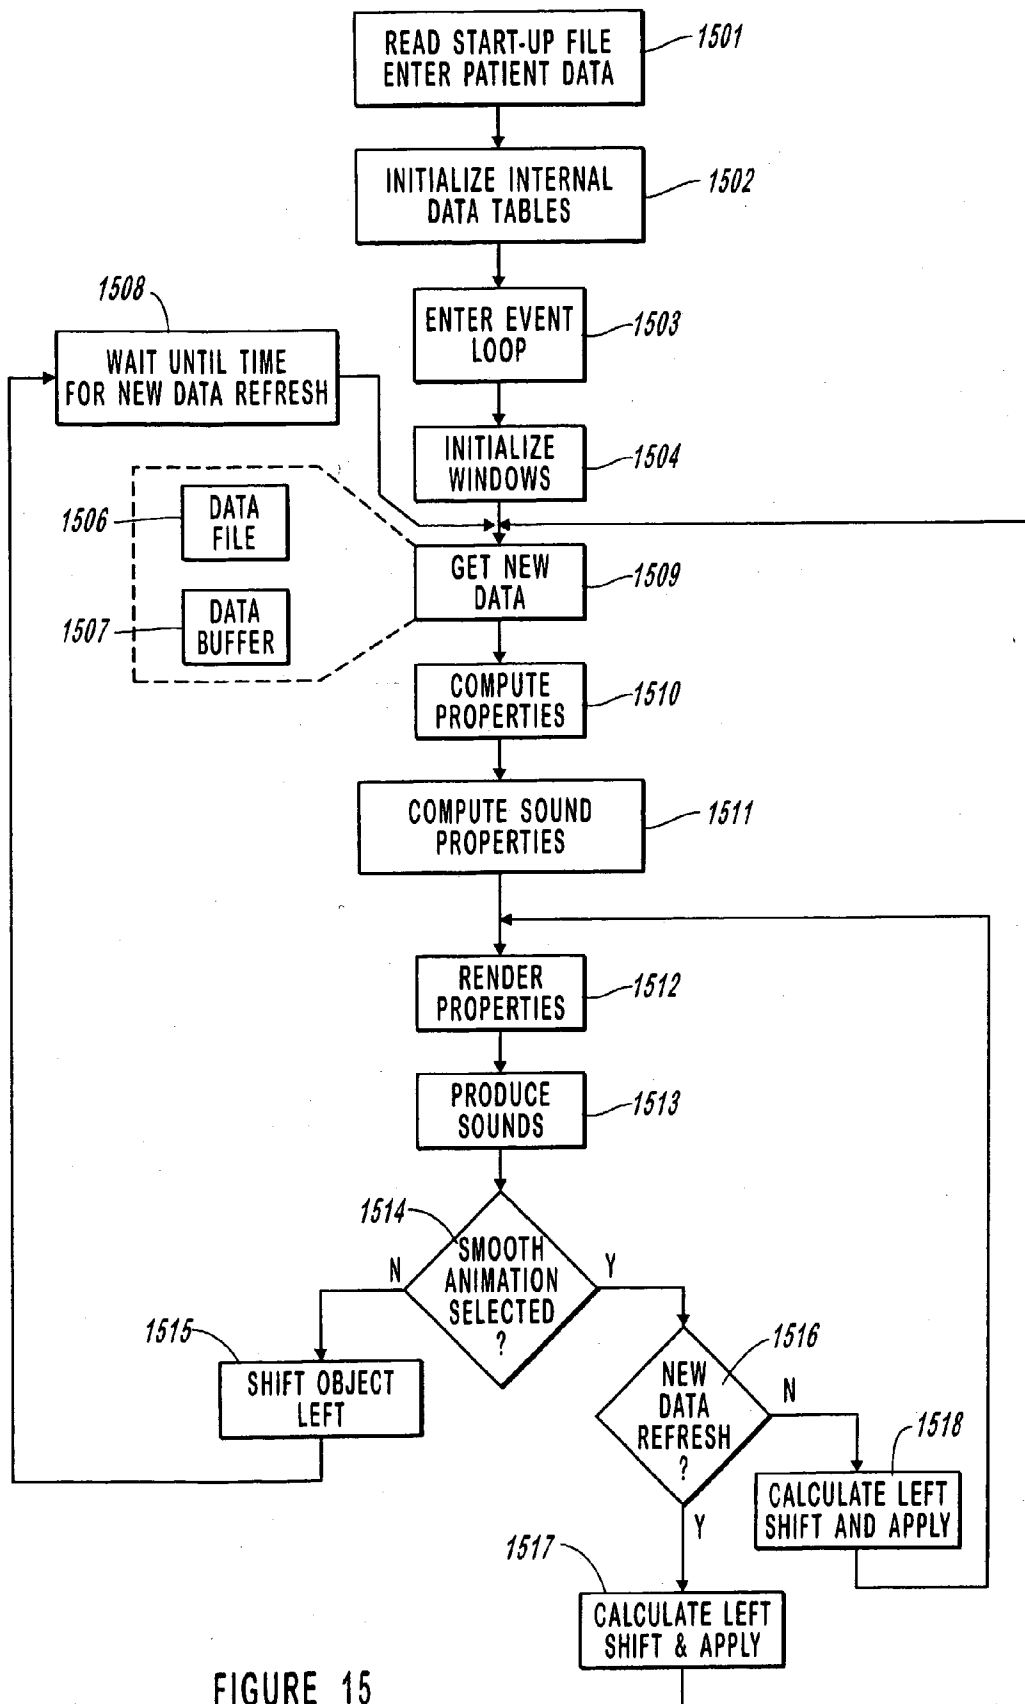 READ START-UP FILE
ENTER PATIENT DATA
1501
INITIALIZE INTERNAL
DATA TABLES
1502
1508
WAIT UNTIL TIME
FOR NEW DATA REFRESH
ENTER EVENT
LOOP
1503
INITIALIZE
WINDOWS
1504
1506
DATA
FILE
1507
DATA
BUFFER
GET NEW
DATA
1509
COMPUTE
PROPERTIES
1510
COMPUTE SOUND
PROPERTIES
1511
RENDER
PROPERTIES
1512
PRODUCE
SOUNDS
1513
1514
SMOOTH
ANIMATION
SELECTED
?
N
Y
1515
SHIFT OBJECT
LEFT
1516
NEW
DATA
REFRESH
?
N
Y
1518
CALCULATE LEFT
SHIFT AND APPLY
1517
CALCULATE LEFT
SHIFT & APPLY
FIGURE 15